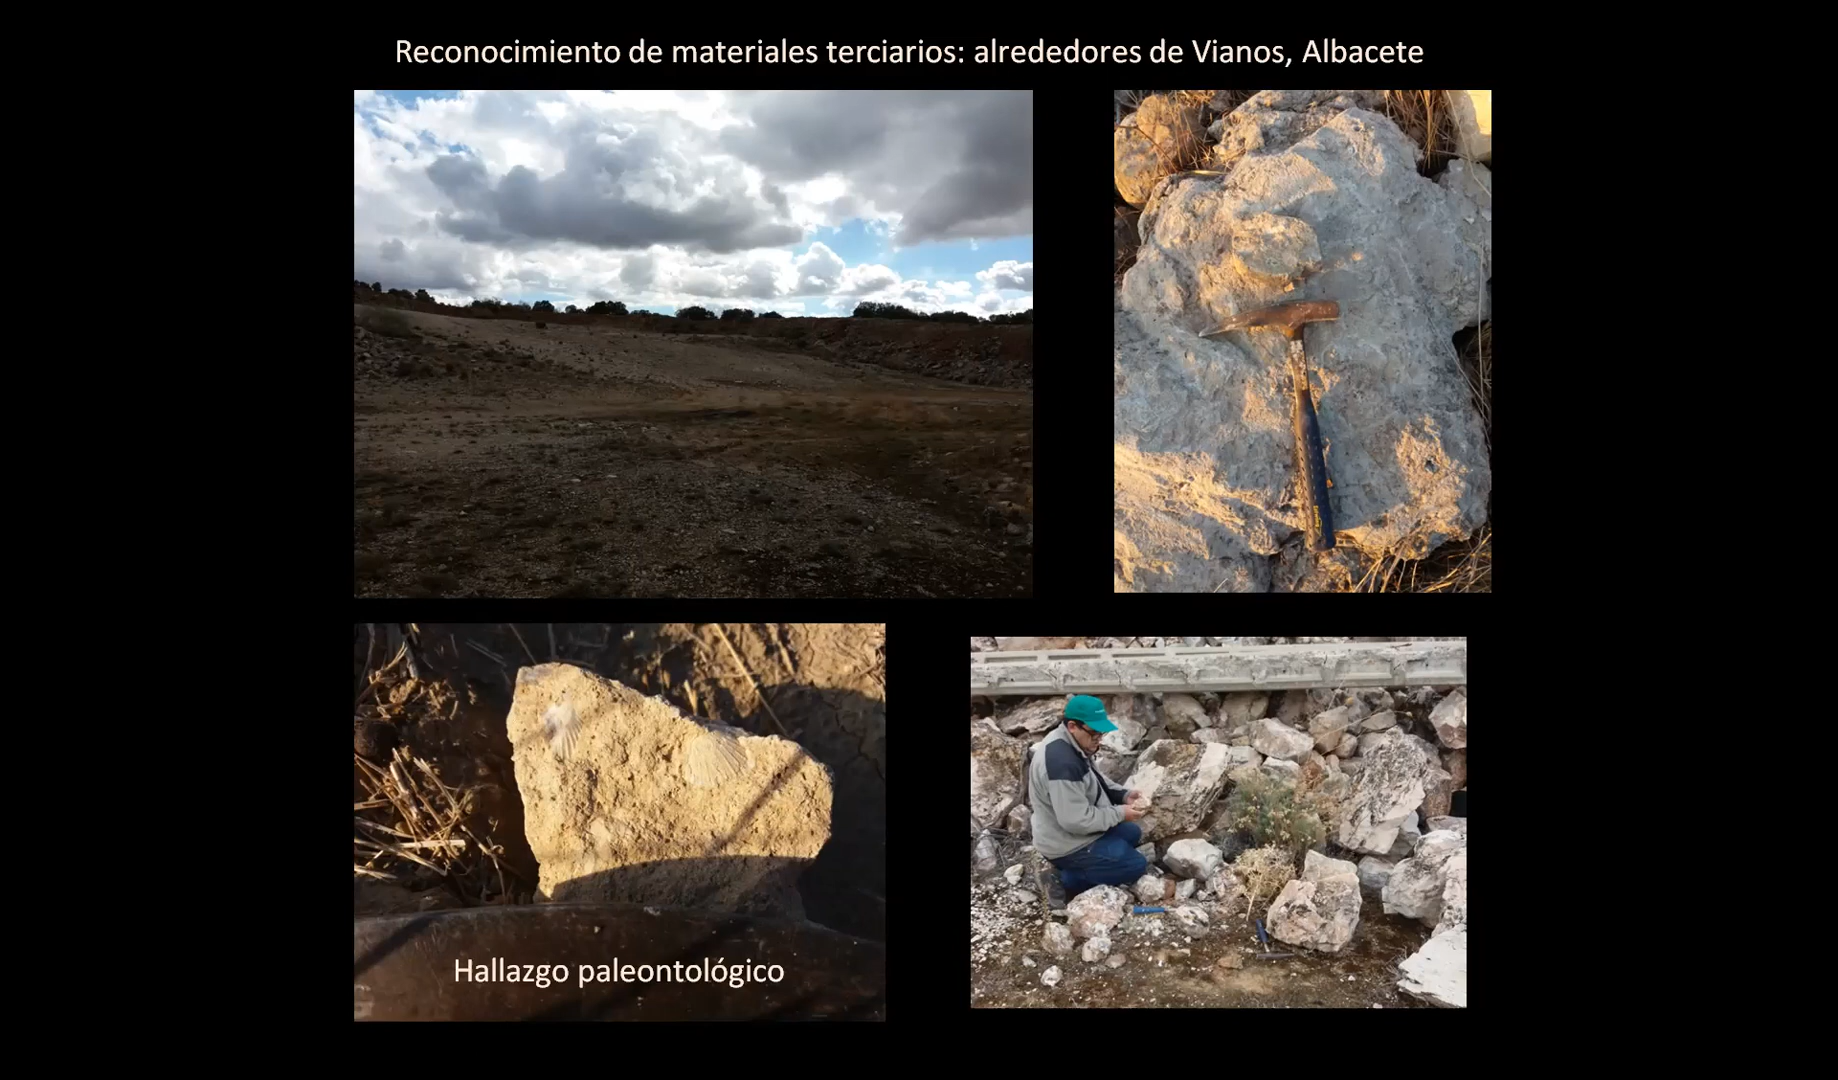 Reconocimiento de materiales terciarios: alrededores de Vianos, Albacete
Hallazgo paleontológico